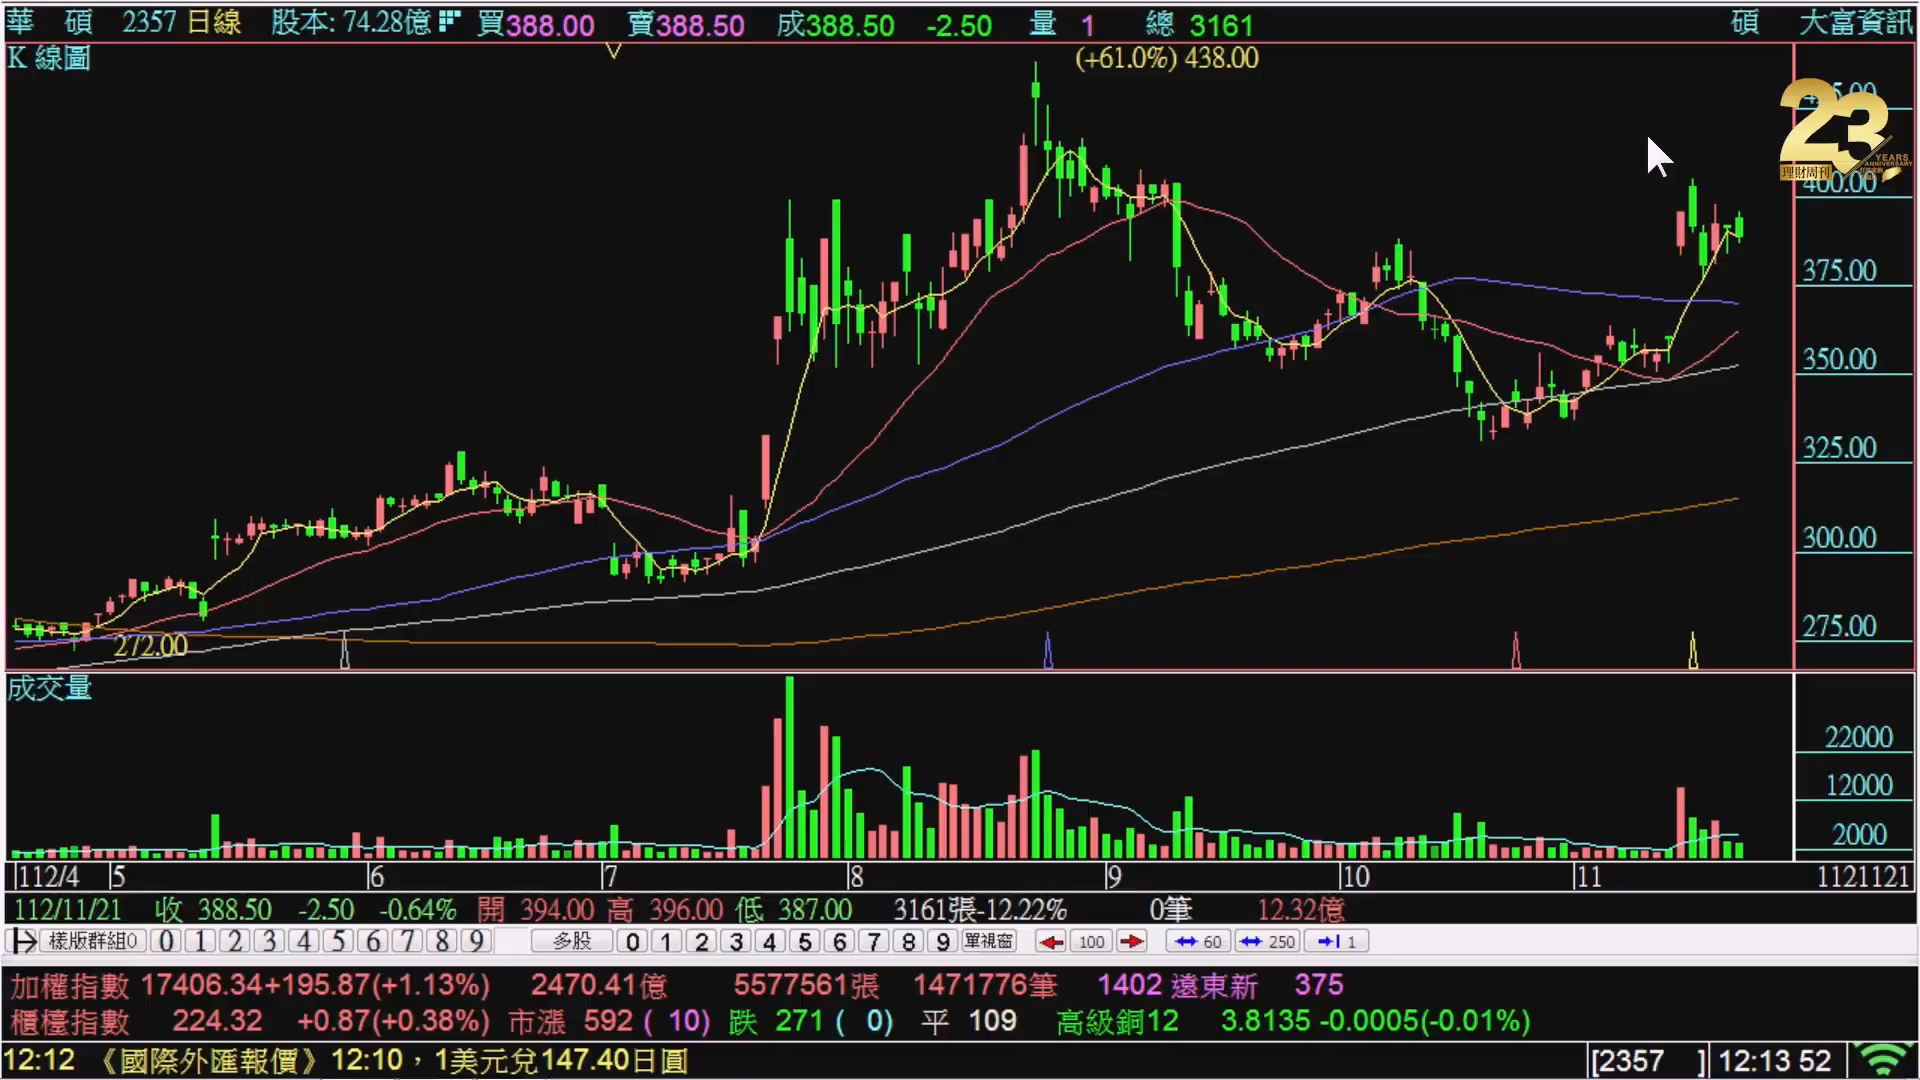 華 碩 2357 日線 股本: 74.28億 買388.00 賣388.50 成388.50 -2.50 量 1 總 3161 碩 大富資訊
K 線圖
(+61.0%) 438.00
23
YEARS
ANNIVERSARY
理財周刊
400.00
375.00
350.00
325.00
300.00
275.00
272.00
成交量
22000
12000
2000
112/4 5 6 7 8 9 10 11 1121121
112/11/21 收 388.50 -2.50 -0.64% 開 394.00 高 396.00 低 387.00 3161張-12.22% 0筆 12.32億
樣版群組0 0 1 2 3 4 5 6 7 8 9 多股 0 1 2 3 4 5 6 7 8 9 單視窗 100 60 250 1
加權指數 17406.34+195.87(+1.13%) 2470.41億 5577561張 1471776筆 1402 遠東新 375
櫃檯指數 224.32 +0.87(+0.38%) 市漲 592 ( 10) 跌 271 ( 0) 平 109 高級銅12 3.8135 -0.0005(-0.01%)
12:12 《國際外匯報價》12:10，1美元兌147.40日圓 [2357 ] 12:13 52